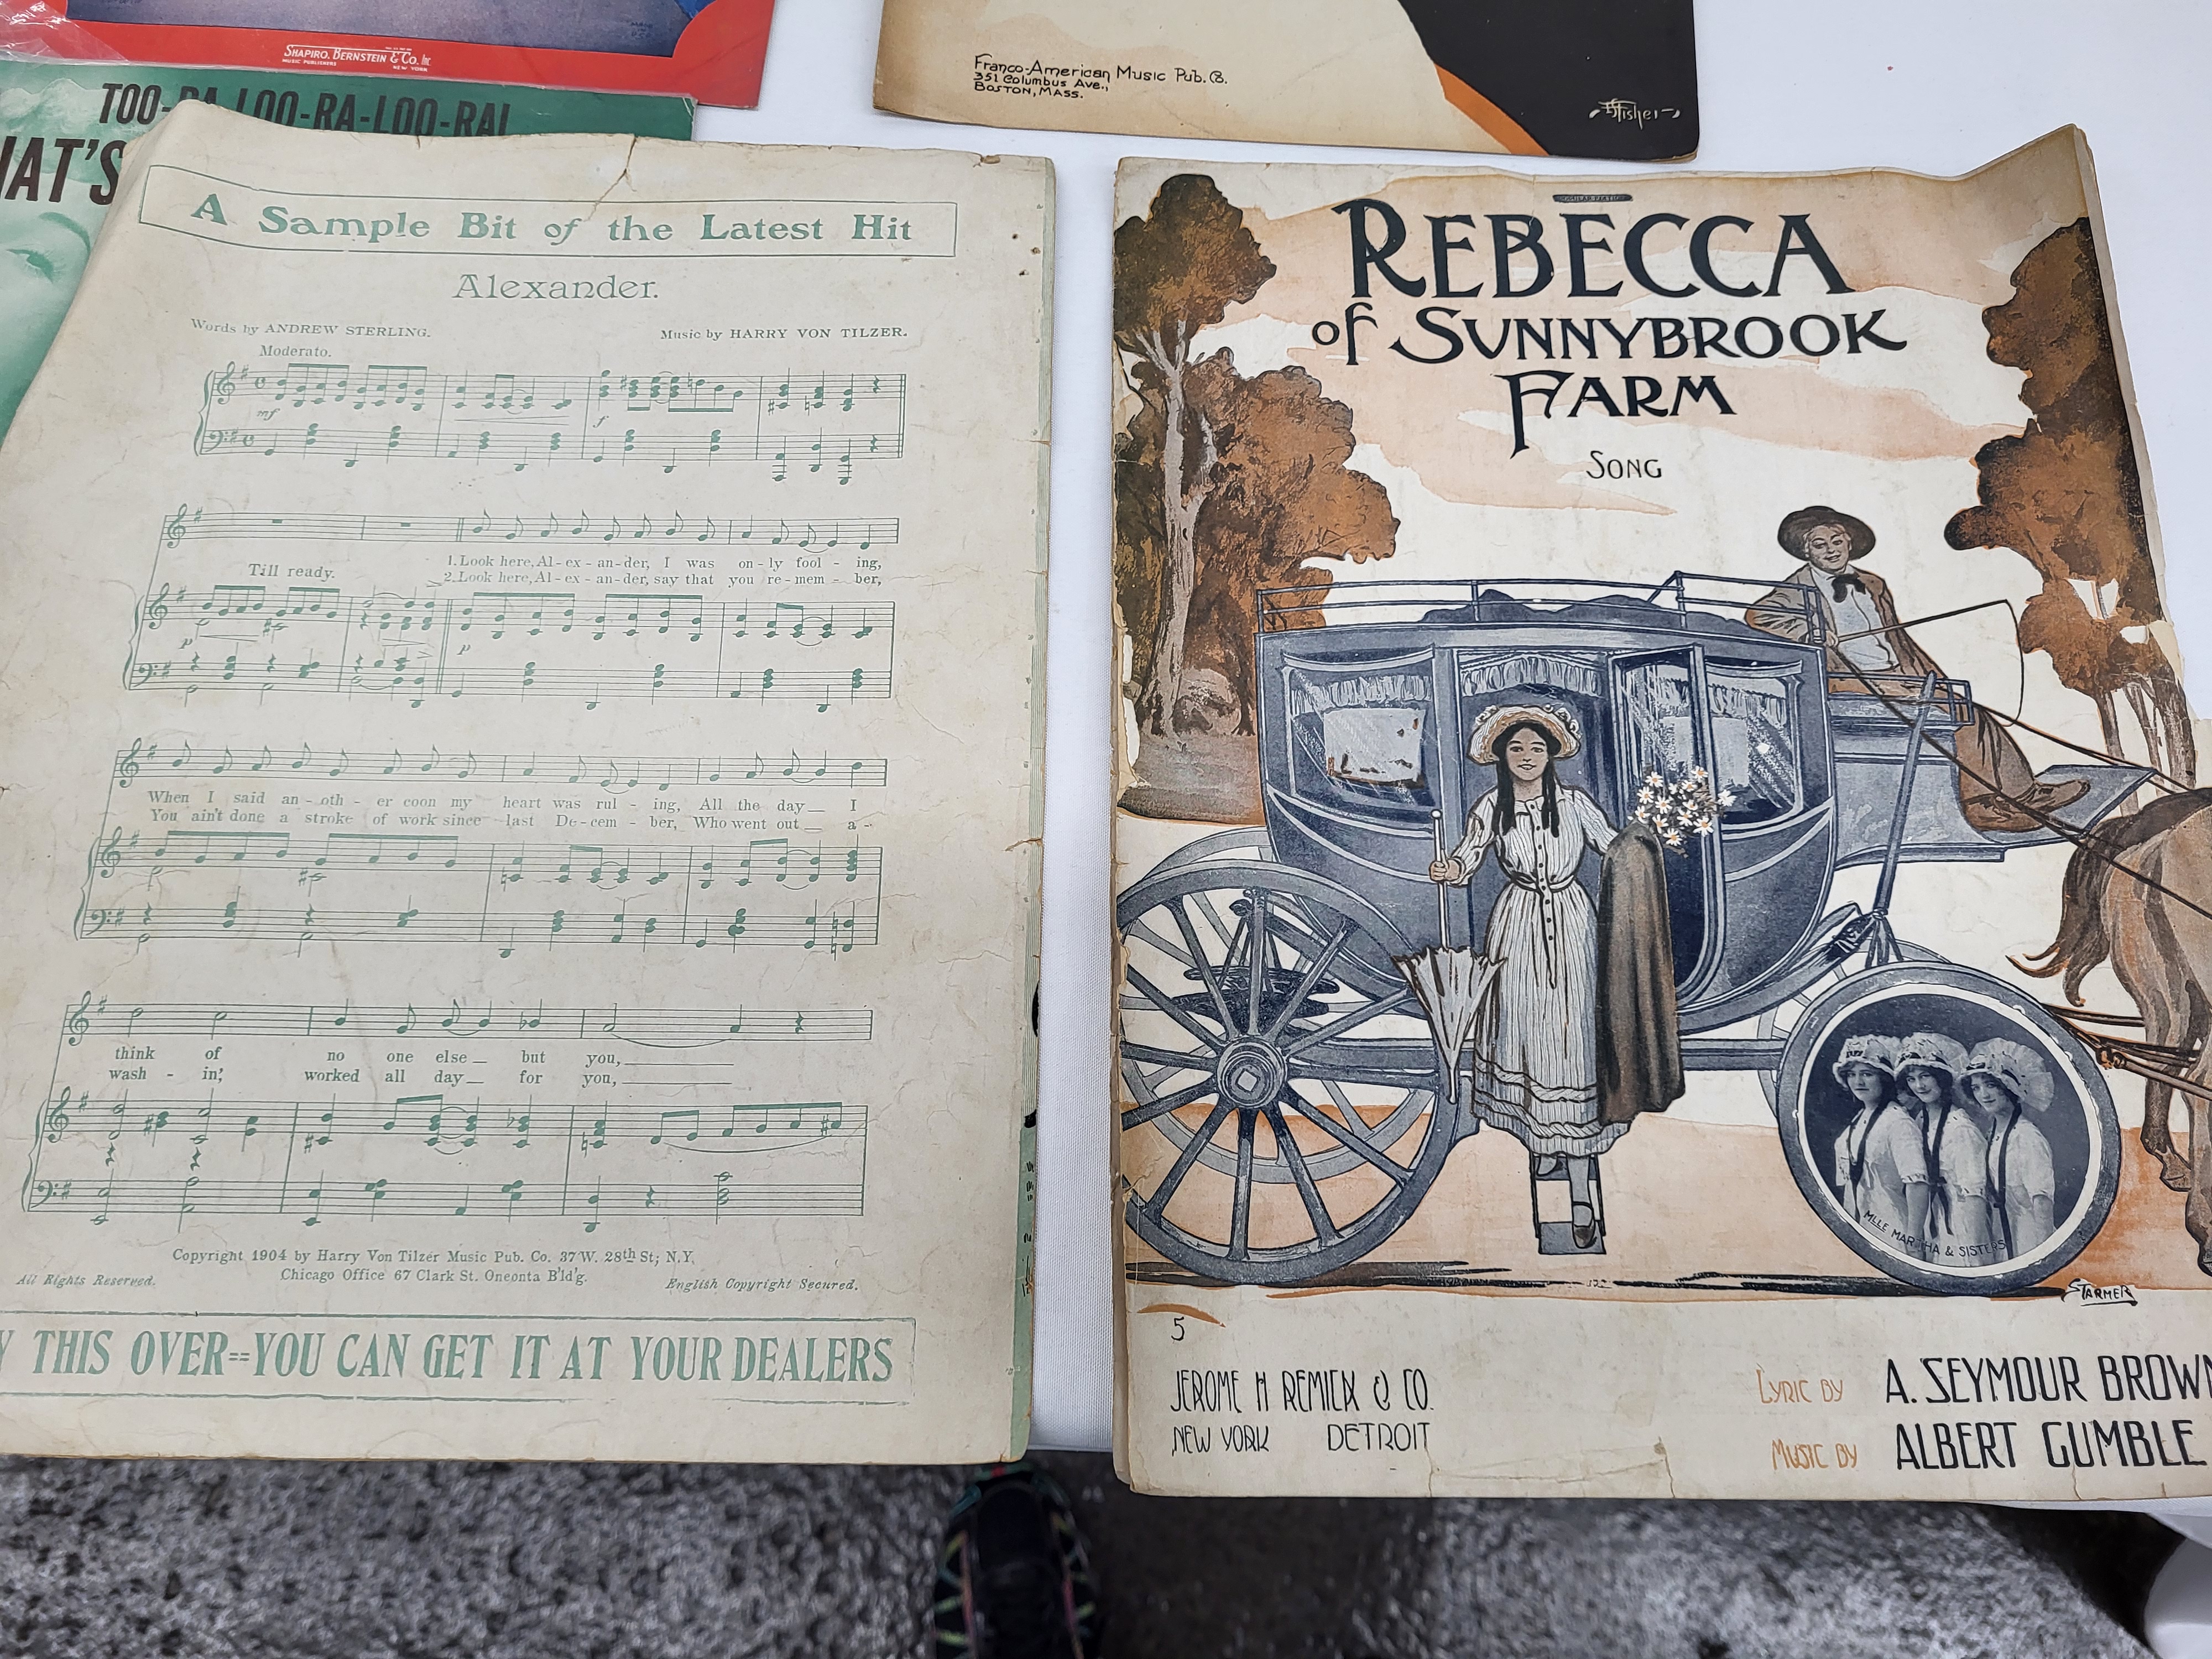 SHAPIRO, BERNSTEIN & CO. Inc.
MUSIC PUBLISHERS NEW YORK
Franco-American Music Pub. Co.
351 Columbus Ave.,
BOSTON, MASS.
Fisher
TOO-RA-LOO-RA-LOO-RAL
HAT'S
A Sample Bit of the Latest Hit
Alexander.
Words by ANDREW STERLING.
Music by HARRY VON TILZER.
Moderato.
mf
f
1. Look here, Al - ex - an - der, I was on - ly fool - ing,
2. Look here, Al - ex - an - der, say that you re - mem - ber,
Till ready.
p
p
When I said an - oth - er coon my heart was rul - ing, All the day I
You ain't done a stroke of work since last De - cem - ber, Who went out a -
think of no one else but you,
wash - in', worked all day for you,
Copyright 1904 by Harry Von Tilzer Music Pub. Co. 37 W. 28th St; N.Y.
Chicago Office 67 Clark St. Oneonta B'ld'g.
All Rights Reserved.
English Copyright Secured.
Y THIS OVER==YOU CAN GET IT AT YOUR DEALERS
REBECCA
of SUNNYBROOK
FARM
SONG
MLLE MARTHA & SISTERS
STARMER
5
JEROME H REMICK & CO.
NEW YORK DETROIT
LYRIC BY A. SEYMOUR BROWN
MUSIC BY ALBERT GUMBLE